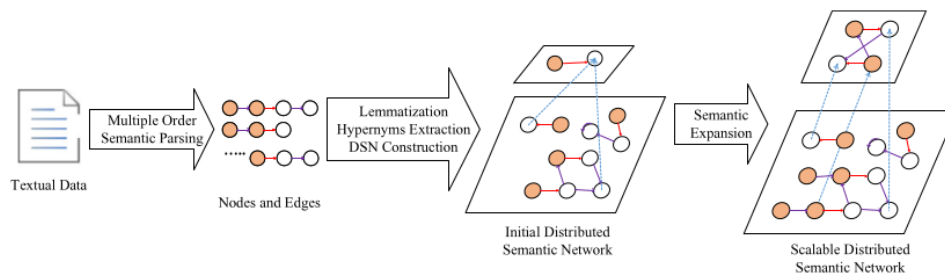 Textual Data
Multiple Order
Semantic Parsing
.....
Nodes and Edges
Lemmatization
Hypernyms Extraction
DSN Construction
Initial Distributed
Semantic Network
Semantic
Expansion
Scalable Distributed
Semantic Network